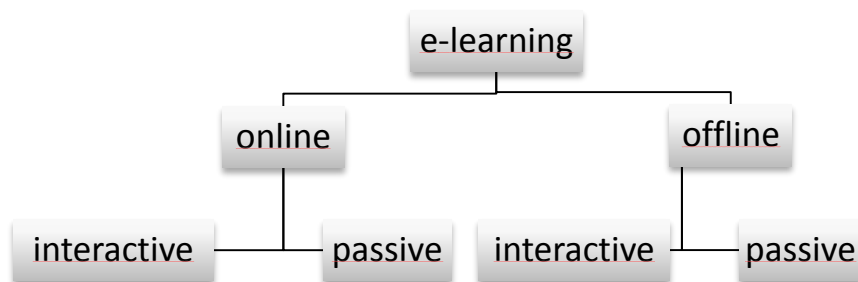 e-learning
online
offline
interactive
passive
interactive
passive